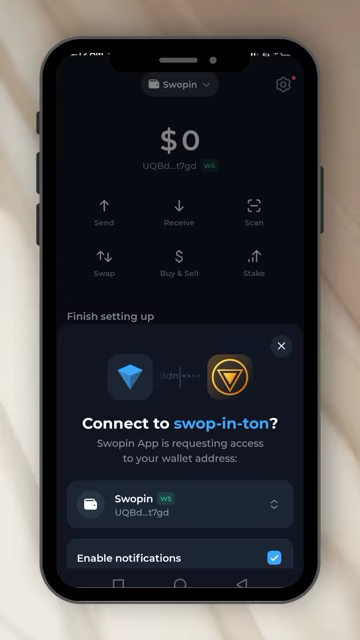 Swopin
$0
UQBd...t7gd W5
Send Receive Scan
Swap Buy & Sell Stake
Finish setting up
Connect to swop-in-ton?
Swopin App is requesting access
to your wallet address:
Swopin W5
UQBd...t7gd
Enable notifications